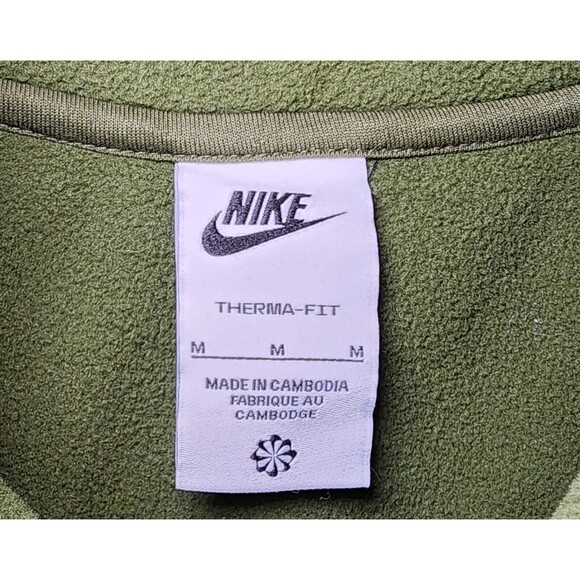 NIKE
THERMA-FIT
M M M
MADE IN CAMBODIA
FABRIQUE AU
CAMBODGE